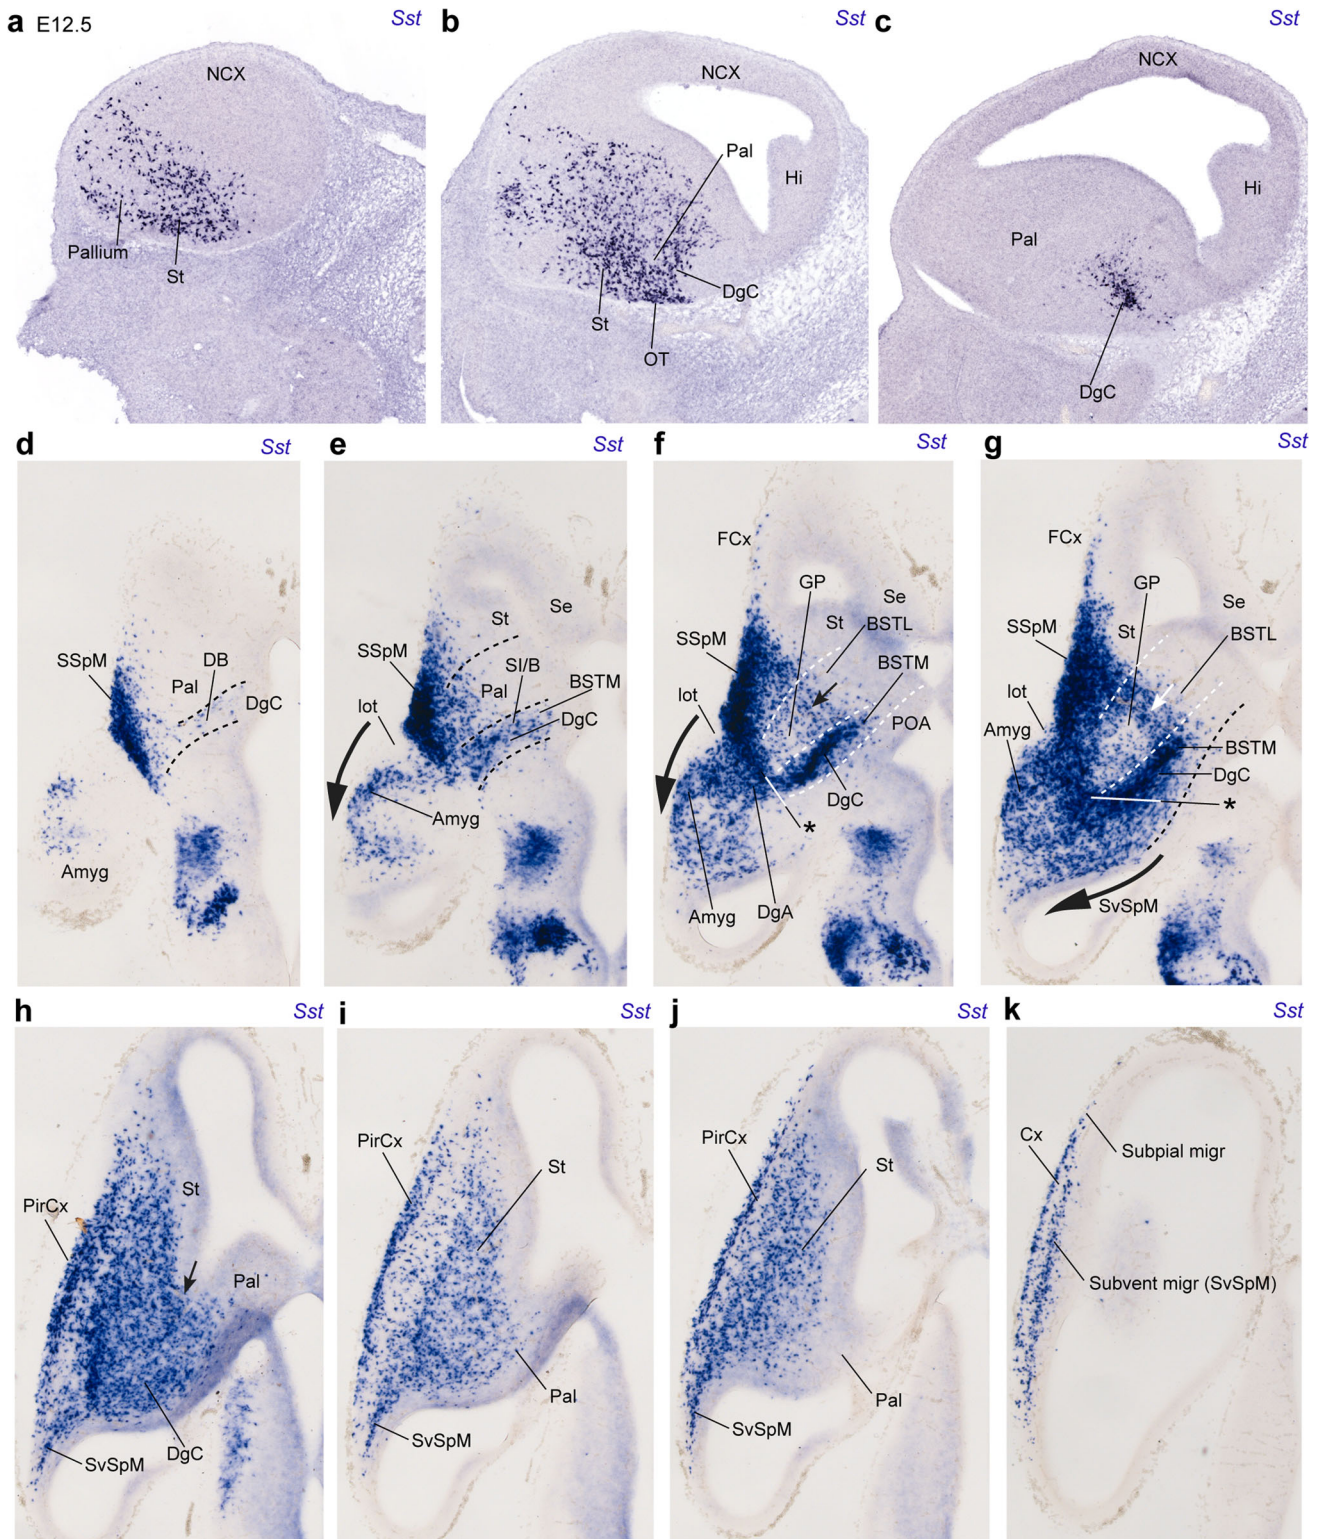 a E12.5 Sst
NCX
Pallium
St
b Sst
NCX
Pal
Hi
DgC
St
OT
c Sst
NCX
Hi
Pal
DgC
d Sst
SSpM
DB
Pal
DgC
Amyg
e Sst
St
Se
SSpM
SI/B
Pal
BSTM
lot
DgC
Amyg
f Sst
FCx
GP
Se
St
BSTL
SSpM
BSTM
lot
POA
DgC
*
Amyg
DgA
g Sst
FCx
GP
Se
SSpM
St
BSTL
lot
Amyg
BSTM
DgC
*
SvSpM
h Sst
St
PirCx
Pal
DgC
SvSpM
i Sst
PirCx
St
Pal
SvSpM
j Sst
PirCx
St
Pal
SvSpM
k Sst
Cx
Subpial migr
Subvent migr (SvSpM)